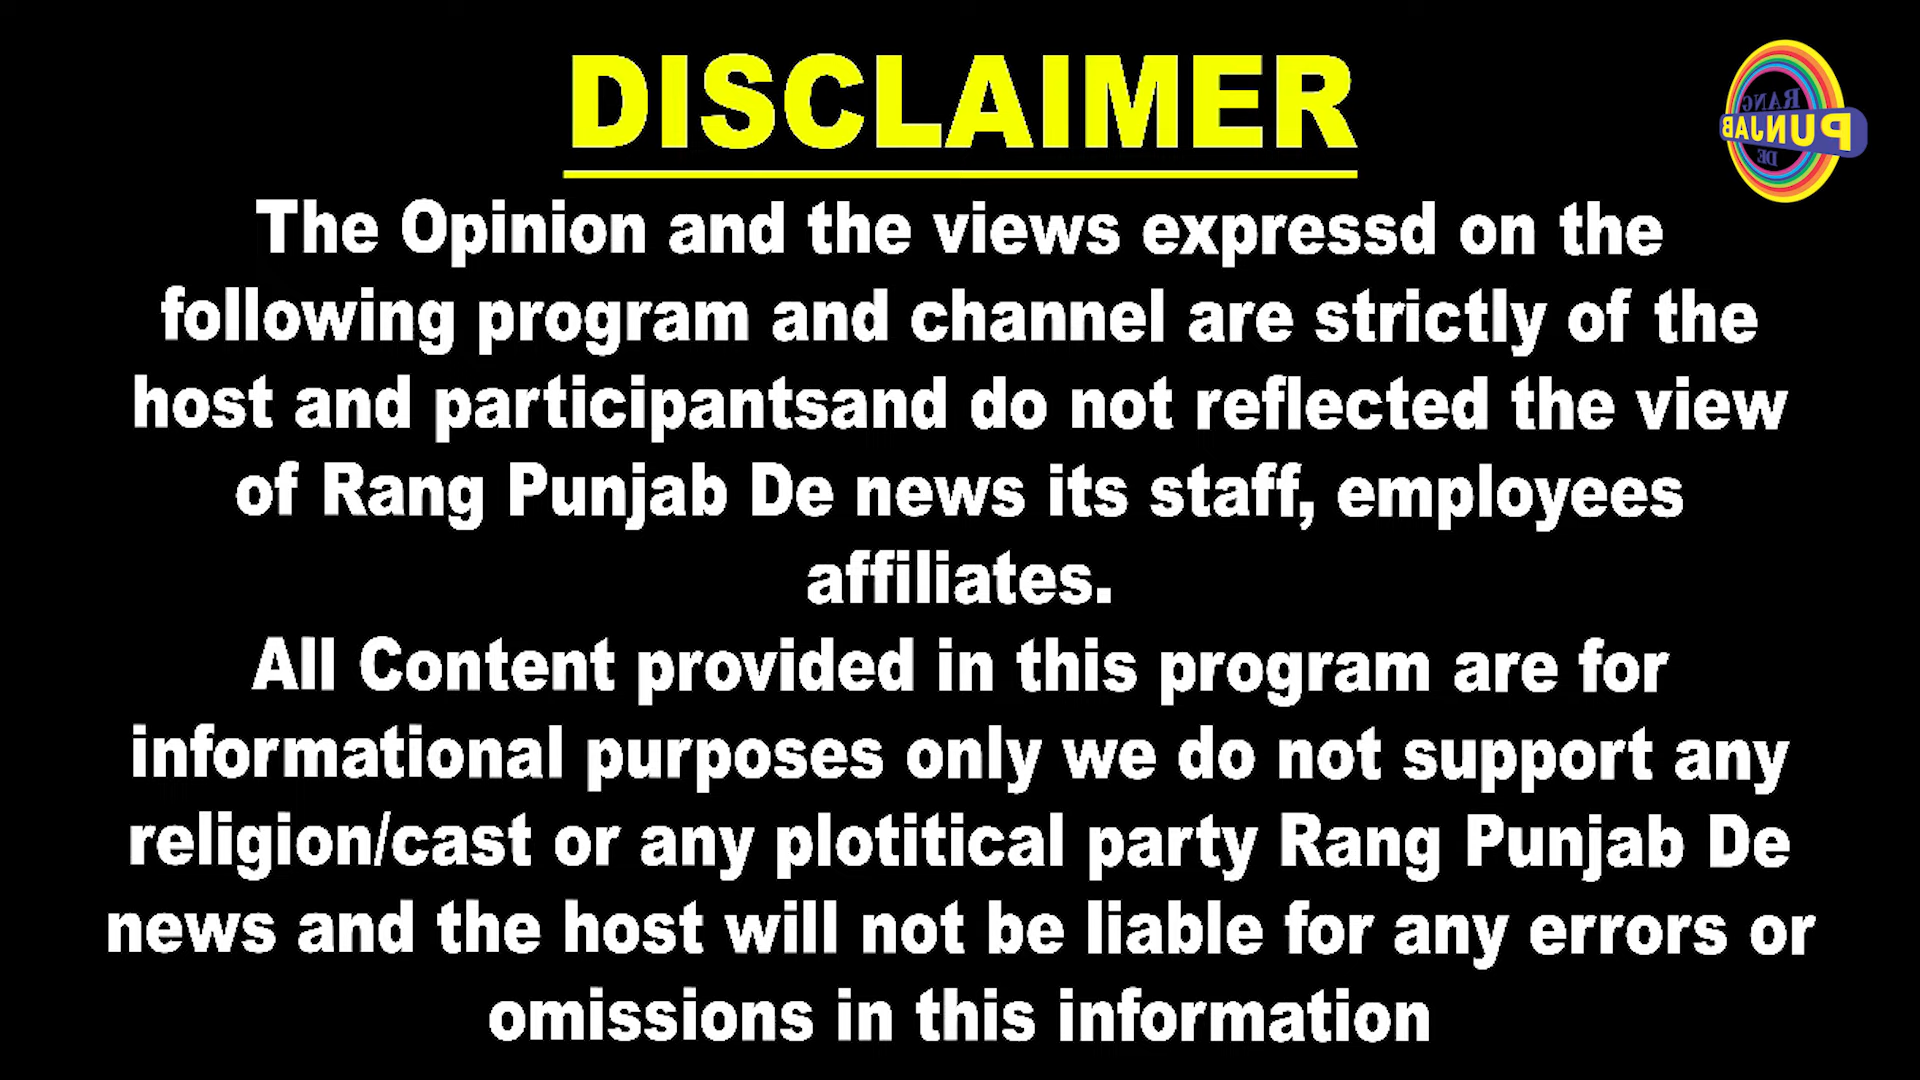 DISCLAIMER
RANG
PUNJAB
DE
The Opinion and the views expressd on the
following program and channel are strictly of the
host and participantsand do not reflected the view
of Rang Punjab De news its staff, employees
affiliates.
All Content provided in this program are for
informational purposes only we do not support any
religion/cast or any plotitical party Rang Punjab De
news and the host will not be liable for any errors or
omissions in this information